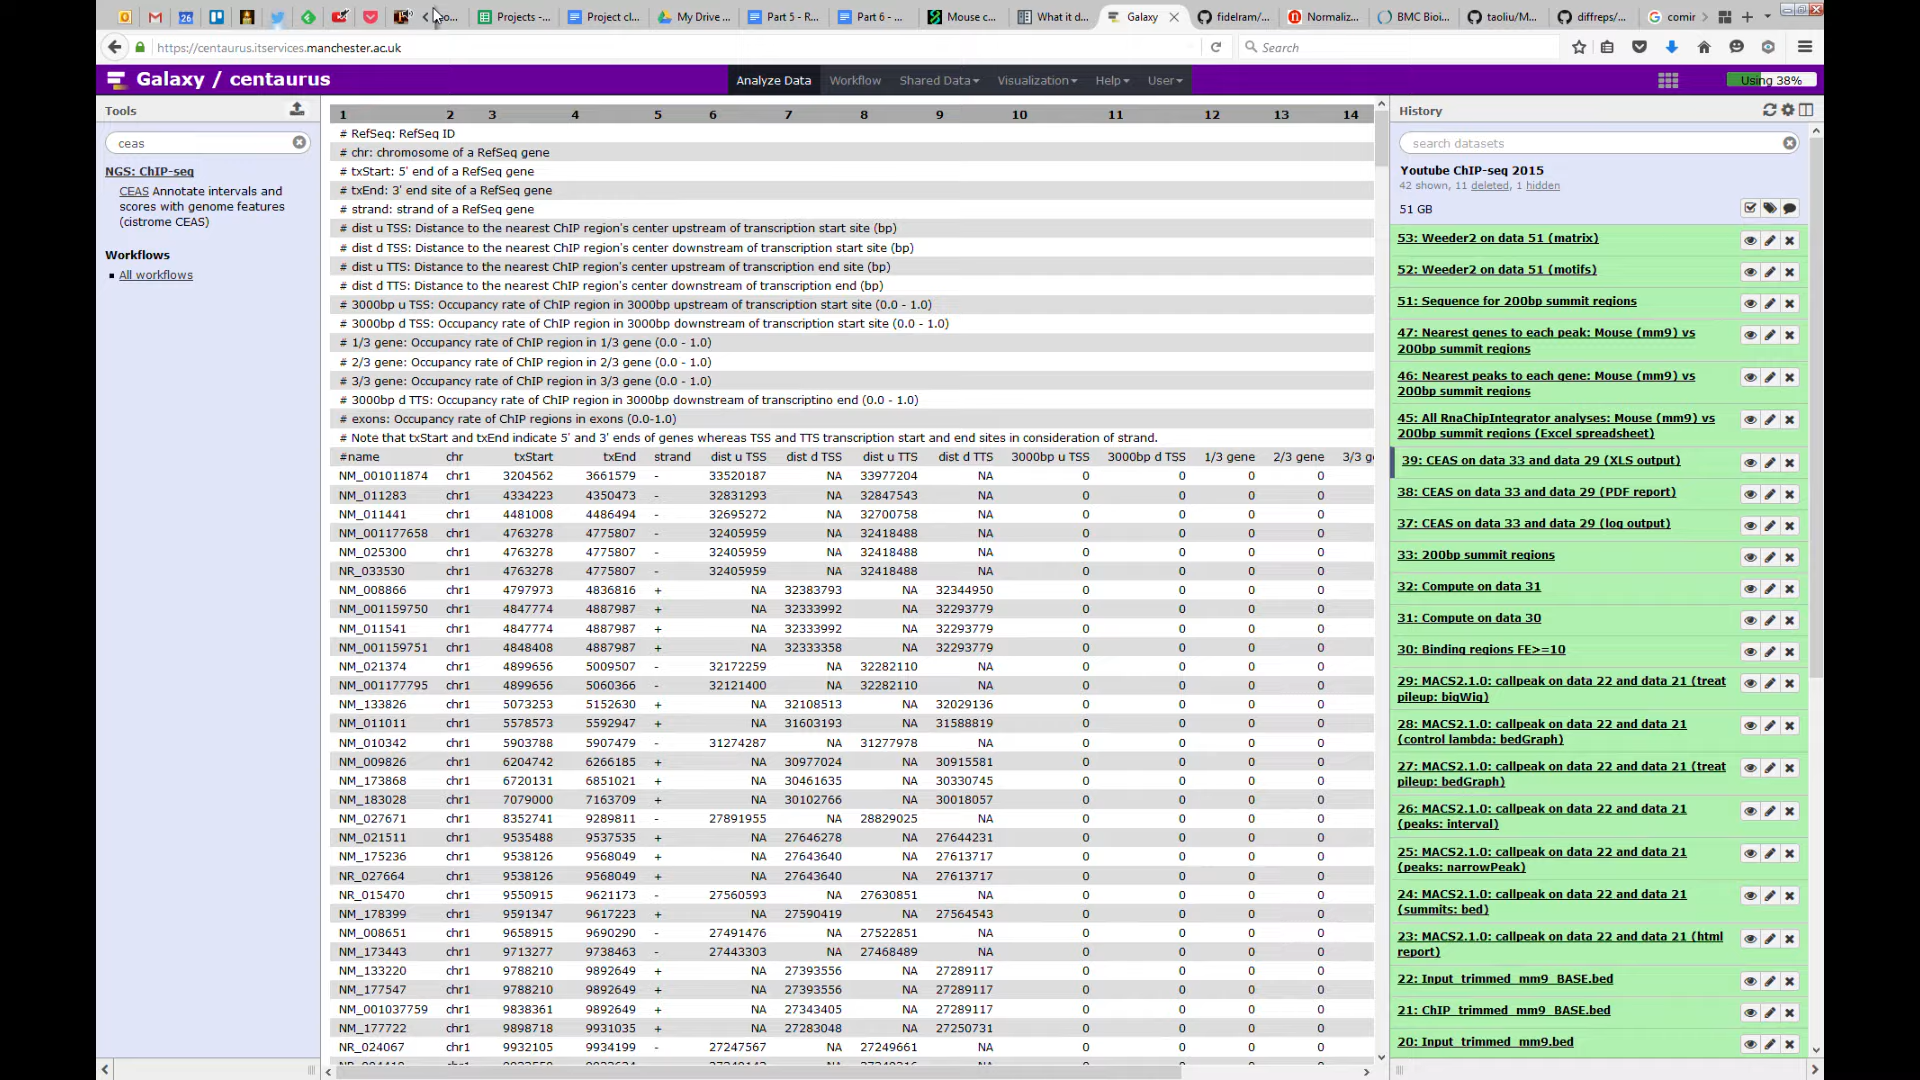 o...
Projects -...
Project cl...
My Drive ...
Part 5 - R...
Part 6 - ...
Mouse c...
What it d...
Galaxy
fidelram/...
Normaliz...
BMC Bioi...
taoliu/M...
diffreps/...
comir
https://centaurus.itservices.manchester.ac.uk
Search
Galaxy / centaurus
Analyze Data Workflow Shared Data Visualization Help User
Using 38%
Tools
ceas
NGS: ChIP-seq
CEAS Annotate intervals and
scores with genome features
(cistrome CEAS)
Workflows
All workflows
1 2 3 4 5 6 7 8 9 10 11 12 13 14
# RefSeq: RefSeq ID
# chr: chromosome of a RefSeq gene
# txStart: 5' end of a RefSeq gene
# txEnd: 3' end site of a RefSeq gene
# strand: strand of a RefSeq gene
# dist u TSS: Distance to the nearest ChIP region's center upstream of transcription start site (bp)
# dist d TSS: Distance to the nearest ChIP region's center downstream of transcription start site (bp)
# dist u TTS: Distance to the nearest ChIP region's center upstream of transcription end site (bp)
# dist d TTS: Distance to the nearest ChIP region's center downstream of transcription end (bp)
# 3000bp u TSS: Occupancy rate of ChIP region in 3000bp upstream of transcription start site (0.0 - 1.0)
# 3000bp d TSS: Occupancy rate of ChIP region in 3000bp downstream of transcription start site (0.0 - 1.0)
# 1/3 gene: Occupancy rate of ChIP region in 1/3 gene (0.0 - 1.0)
# 2/3 gene: Occupancy rate of ChIP region in 2/3 gene (0.0 - 1.0)
# 3/3 gene: Occupancy rate of ChIP region in 3/3 gene (0.0 - 1.0)
# 3000bp d TTS: Occupancy rate of ChIP region in 3000bp downstream of transcriptino end (0.0 - 1.0)
# exons: Occupancy rate of ChIP regions in exons (0.0-1.0)
# Note that txStart and txEnd indicate 5' and 3' ends of genes whereas TSS and TTS transcription start and end sites in consideration of strand.
#name chr txStart txEnd strand dist u TSS dist d TSS dist u TTS dist d TTS 3000bp u TSS 3000bp d TSS 1/3 gene 2/3 gene 3/3 g
NM_001011874 chr1 3204562 3661579 - 33520187 NA 33977204 NA 0 0 0 0
NM_011283 chr1 4334223 4350473 - 32831293 NA 32847543 NA 0 0 0 0
NM_011441 chr1 4481008 4486494 - 32695272 NA 32700758 NA 0 0 0 0
NM_001177658 chr1 4763278 4775807 - 32405959 NA 32418488 NA 0 0 0 0
NM_025300 chr1 4763278 4775807 - 32405959 NA 32418488 NA 0 0 0 0
NR_033530 chr1 4763278 4775807 - 32405959 NA 32418488 NA 0 0 0 0
NM_008866 chr1 4797973 4836816 + NA 32383793 NA 32344950 0 0 0 0
NM_001159750 chr1 4847774 4887987 + NA 32333992 NA 32293779 0 0 0 0
NM_011541 chr1 4847774 4887987 + NA 32333992 NA 32293779 0 0 0 0
NM_001159751 chr1 4848408 4887987 + NA 32333358 NA 32293779 0 0 0 0
NM_021374 chr1 4899656 5009507 - 32172259 NA 32282110 NA 0 0 0 0
NM_001177795 chr1 4899656 5060366 - 32121400 NA 32282110 NA 0 0 0 0
NM_133826 chr1 5073253 5152630 + NA 32108513 NA 32029136 0 0 0 0
NM_011011 chr1 5578573 5592947 + NA 31603193 NA 31588819 0 0 0 0
NM_010342 chr1 5903788 5907479 - 31274287 NA 31277978 NA 0 0 0 0
NM_009826 chr1 6204742 6266185 + NA 30977024 NA 30915581 0 0 0 0
NM_173868 chr1 6720131 6851021 + NA 30461635 NA 30330745 0 0 0 0
NM_183028 chr1 7079000 7163709 + NA 30102766 NA 30018057 0 0 0 0
NM_027671 chr1 8352741 9289811 - 27891955 NA 28829025 NA 0 0 0 0
NM_021511 chr1 9535488 9537535 + NA 27646278 NA 27644231 0 0 0 0
NM_175236 chr1 9538126 9568049 + NA 27643640 NA 27613717 0 0 0 0
NR_027664 chr1 9538126 9568049 + NA 27643640 NA 27613717 0 0 0 0
NR_015470 chr1 9550915 9621173 - 27560593 NA 27630851 NA 0 0 0 0
NM_178399 chr1 9591347 9617223 + NA 27590419 NA 27564543 0 0 0 0
NM_008651 chr1 9658915 9690290 - 27491476 NA 27522851 NA 0 0 0 0
NM_173443 chr1 9713277 9738463 - 27443303 NA 27468489 NA 0 0 0 0
NM_133220 chr1 9788210 9892649 + NA 27393556 NA 27289117 0 0 0 0
NM_177547 chr1 9788210 9892649 + NA 27393556 NA 27289117 0 0 0 0
NM_001037759 chr1 9838361 9892649 + NA 27343405 NA 27289117 0 0 0 0
NM_177722 chr1 9898718 9931035 + NA 27283048 NA 27250731 0 0 0 0
NR_024067 chr1 9932105 9934199 - 27247567 NA 27249661 NA 0 0 0 0
History
search datasets
Youtube ChIP-seq 2015
42 shown, 11 deleted, 1 hidden
51 GB
53: Weeder2 on data 51 (matrix)
52: Weeder2 on data 51 (motifs)
51: Sequence for 200bp summit regions
47: Nearest genes to each peak: Mouse (mm9) vs
200bp summit regions
46: Nearest peaks to each gene: Mouse (mm9) vs
200bp summit regions
45: All RnaChipIntegrator analyses: Mouse (mm9) vs
200bp summit regions (Excel spreadsheet)
39: CEAS on data 33 and data 29 (XLS output)
38: CEAS on data 33 and data 29 (PDF report)
37: CEAS on data 33 and data 29 (log output)
33: 200bp summit regions
32: Compute on data 31
31: Compute on data 30
30: Binding regions FE>=10
29: MACS2.1.0: callpeak on data 22 and data 21 (treat
pileup: bigWig)
28: MACS2.1.0: callpeak on data 22 and data 21
(control lambda: bedGraph)
27: MACS2.1.0: callpeak on data 22 and data 21 (treat
pileup: bedGraph)
26: MACS2.1.0: callpeak on data 22 and data 21
(peaks: interval)
25: MACS2.1.0: callpeak on data 22 and data 21
(peaks: narrowPeak)
24: MACS2.1.0: callpeak on data 22 and data 21
(summits: bed)
23: MACS2.1.0: callpeak on data 22 and data 21 (html
report)
22: Input_trimmed_mm9_BASE.bed
21: ChIP_trimmed_mm9_BASE.bed
20: Input_trimmed_mm9.bed